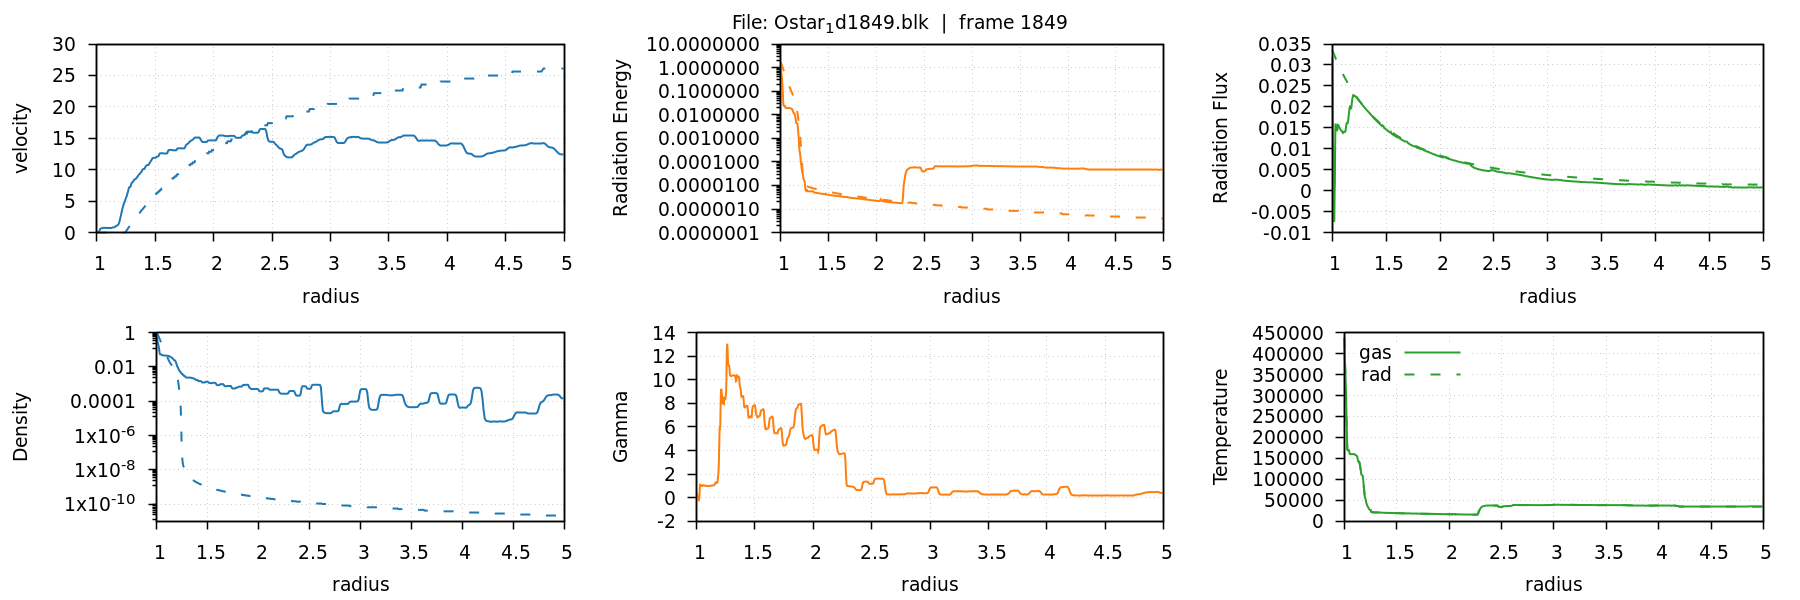 File: Ostar1d1849.blk | frame 1849
velocity
30
25
20
15
10
5
0
1 1.5 2 2.5 3 3.5 4 4.5 5
radius
Radiation Energy
10.0000000
1.0000000
0.1000000
0.0100000
0.0010000
0.0001000
0.0000100
0.0000010
0.0000001
1 1.5 2 2.5 3 3.5 4 4.5 5
radius
Radiation Flux
0.035
0.03
0.025
0.02
0.015
0.01
0.005
0
-0.005
-0.01
1 1.5 2 2.5 3 3.5 4 4.5 5
radius
Density
1
0.01
0.0001
1x10-6
1x10-8
1x10-10
1 1.5 2 2.5 3 3.5 4 4.5 5
radius
Gamma
14
12
10
8
6
4
2
0
-2
1 1.5 2 2.5 3 3.5 4 4.5 5
radius
Temperature
450000
400000
350000
300000
250000
200000
150000
100000
50000
0
gas
rad
1 1.5 2 2.5 3 3.5 4 4.5 5
radius